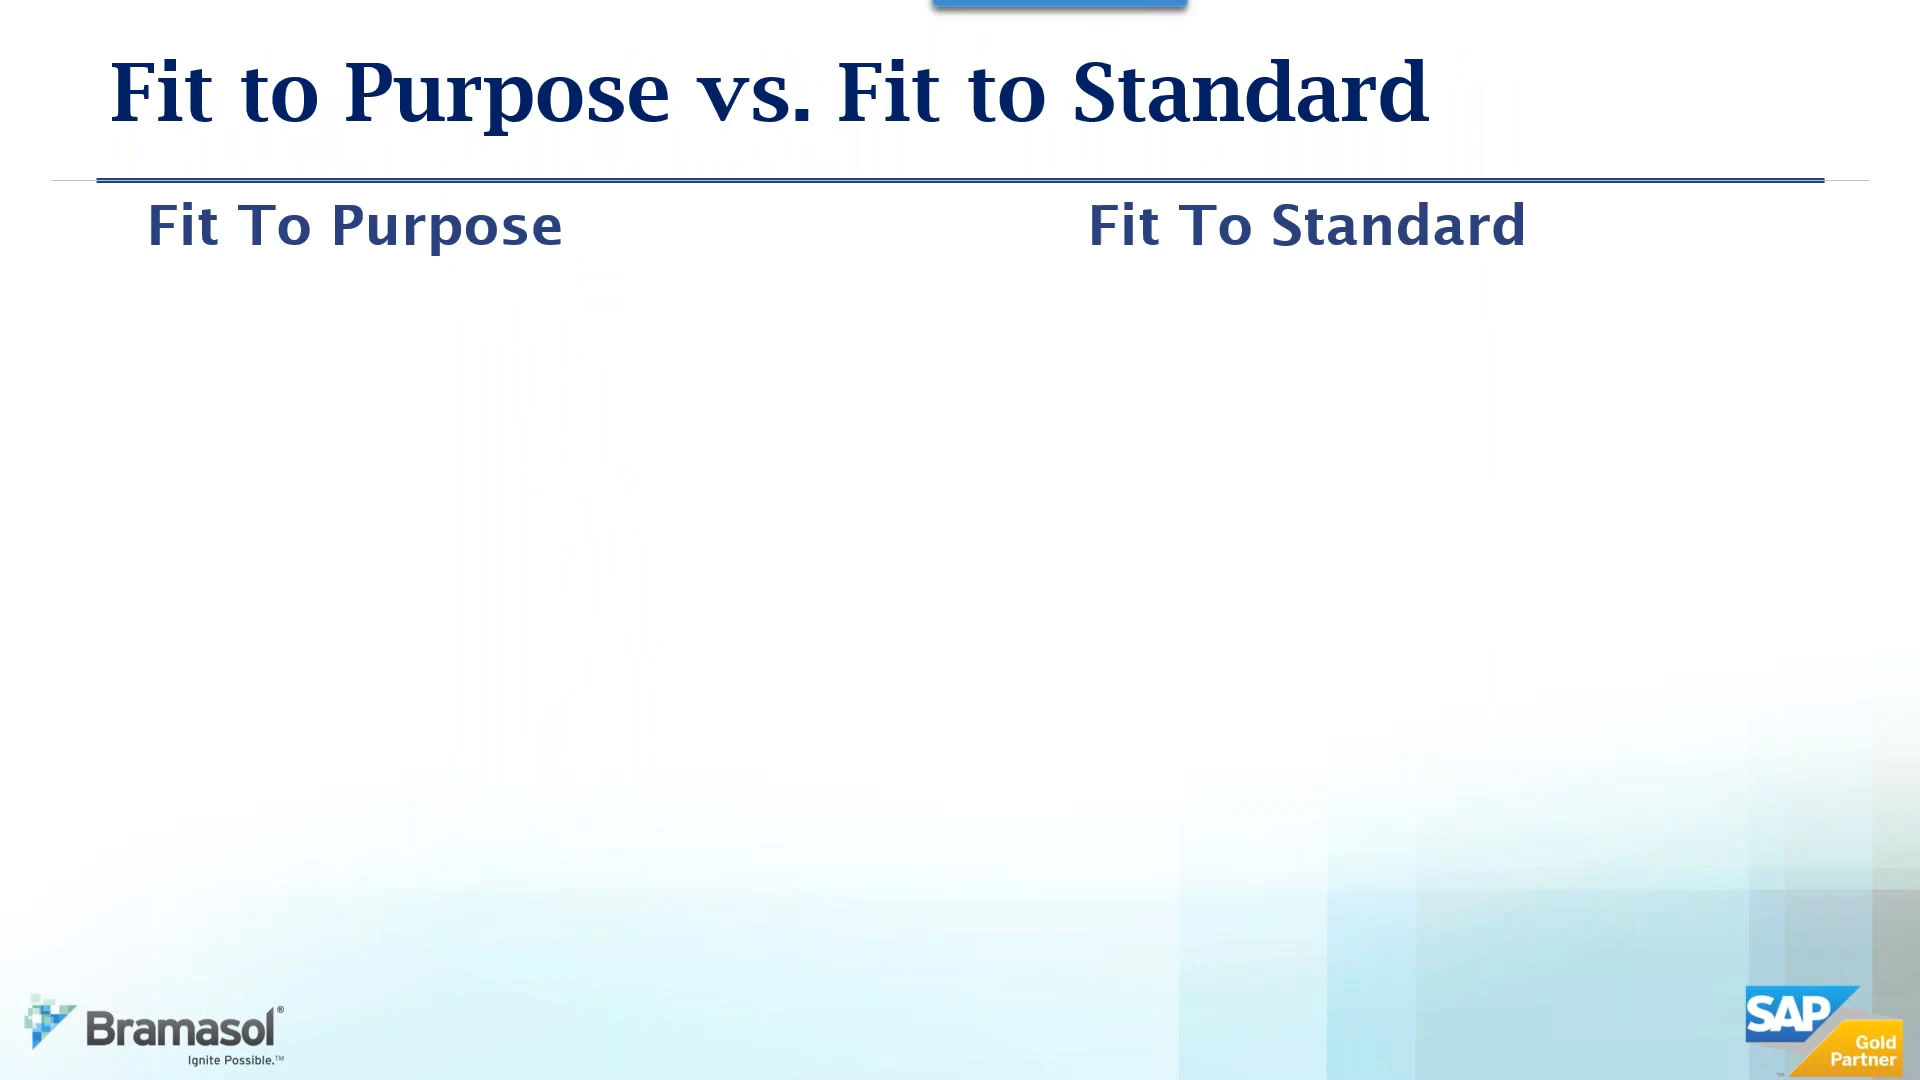 Fit to Purpose vs. Fit to Standard
Fit To Purpose
Fit To Standard
Bramasol®
Ignite Possible.™
SAP
Gold
Partner
™